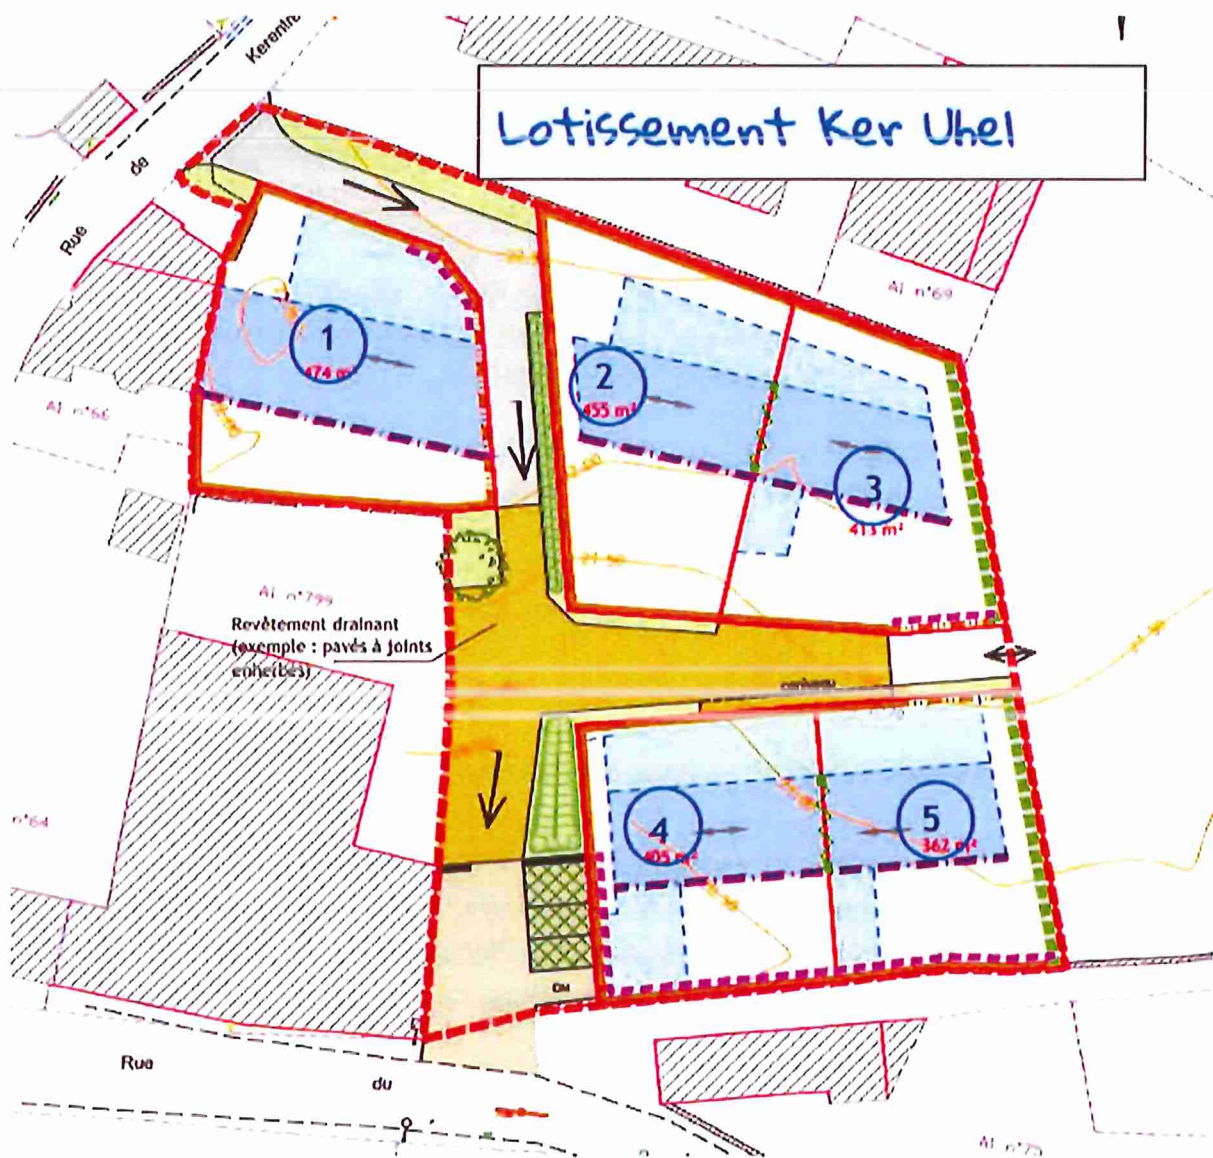 Lotissement Ker Uhel
Rue
de
AI n°69
1
474 m²
2
455 m²
3
413 m²
AI n°66
AI n°799
Revêtement drainant
(exemple : pavés à joints
enherbés)
n°64
4
405 m²
5
362 m²
OM
Rue
du
AI n°75